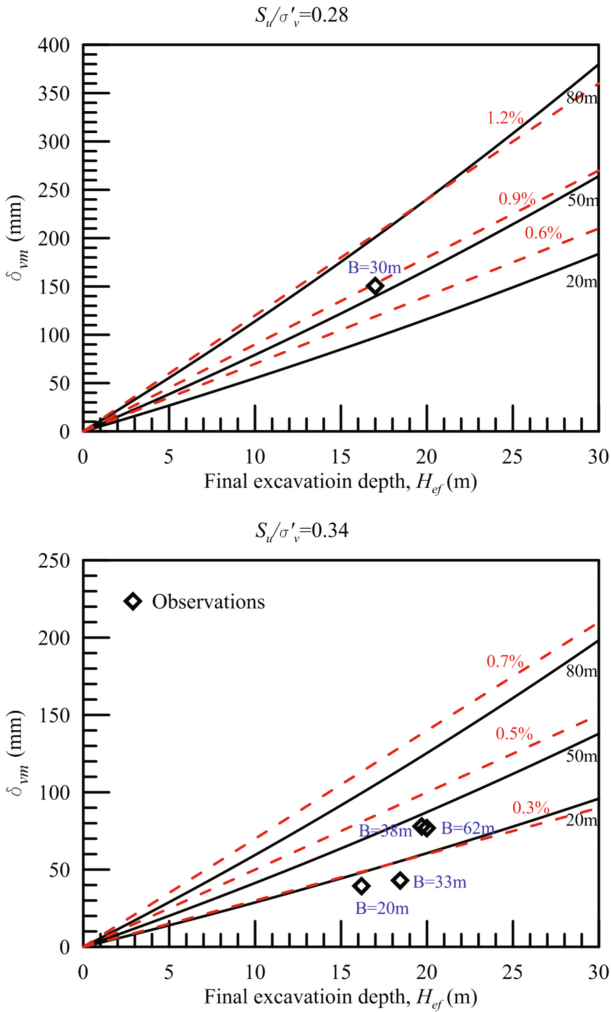 Su/σ'v=0.28
400
350
300
250
200
150
100
50
0
δvm (mm)
1.2%
80m
0.9%
50m
0.6%
B=30m
20m
0 5 10 15 20 25 30
Final excavatioin depth, Hef (m)
Su/σ'v=0.34
250
200
150
100
50
0
δvm (mm)
Observations
0.7%
80m
0.5%
50m
0.3%
20m
B=38m
B=62m
B=33m
B=20m
0 5 10 15 20 25 30
Final excavatioin depth, Hef (m)